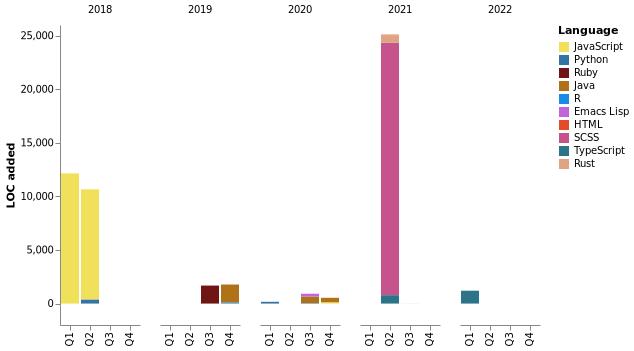 2018 2019 2020 2021 2022
LOC added
25,000
20,000
15,000
10,000
5,000
0
Q1 Q2 Q3 Q4 Q1 Q2 Q3 Q4 Q1 Q2 Q3 Q4 Q1 Q2 Q3 Q4 Q1 Q2 Q3 Q4
Language
JavaScript
Python
Ruby
Java
R
Emacs Lisp
HTML
SCSS
TypeScript
Rust